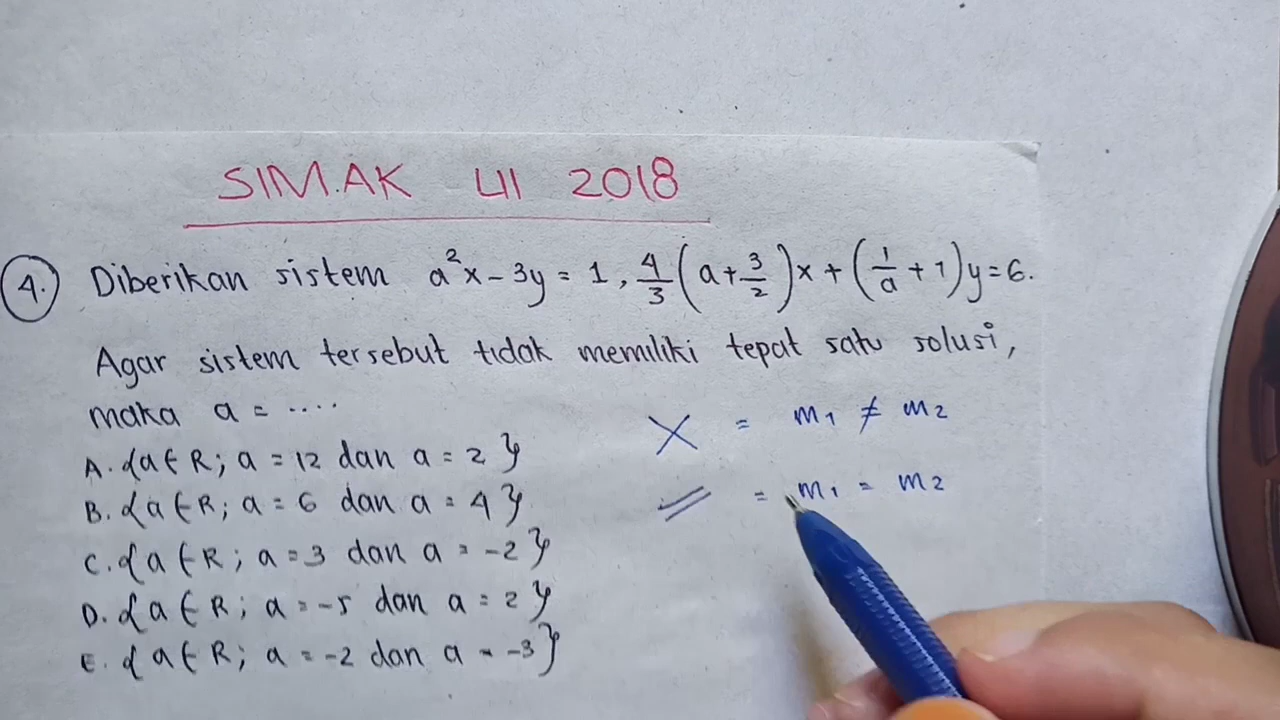 SIMAK UI 2018
4. Diberikan sistem a²x - 3y = 1, 4/3 (a + 3/2)x + (1/a + 1)y = 6.
Agar sistem tersebut tidak memiliki tepat satu solusi,
maka a = ....
m₁ ≠ m₂
A. {a ∈ R; a = 12 dan a = 2}
= m₁ = m₂
B. {a ∈ R; a = 6 dan a = 4}
C. {a ∈ R; a = 3 dan a = -2}
D. {a ∈ R; a = -5 dan a = 2}
E. {a ∈ R; a = -2 dan a = -3}